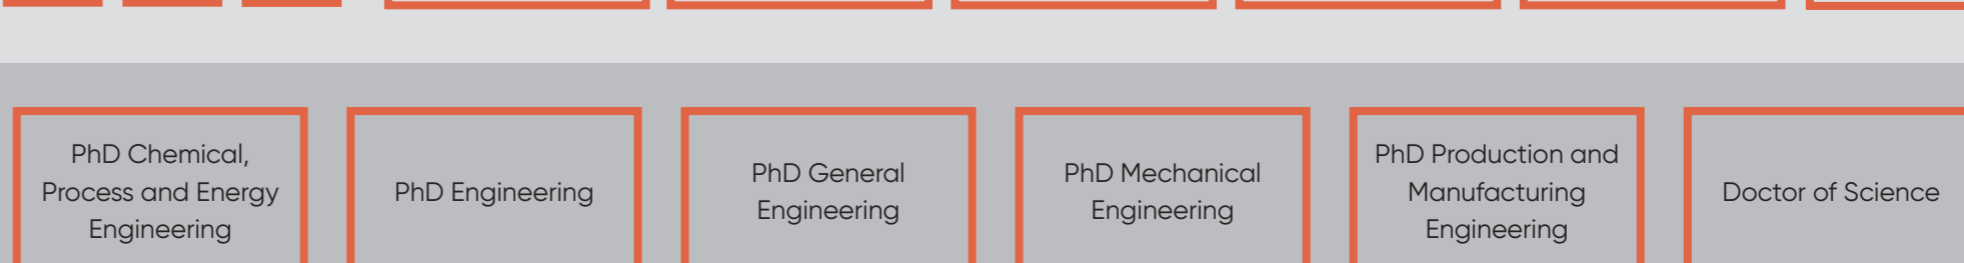 PhD Chemical,
Process and Energy
Engineering
PhD Engineering
PhD General
Engineering
PhD Mechanical
Engineering
PhD Production and
Manufacturing
Engineering
Doctor of Science